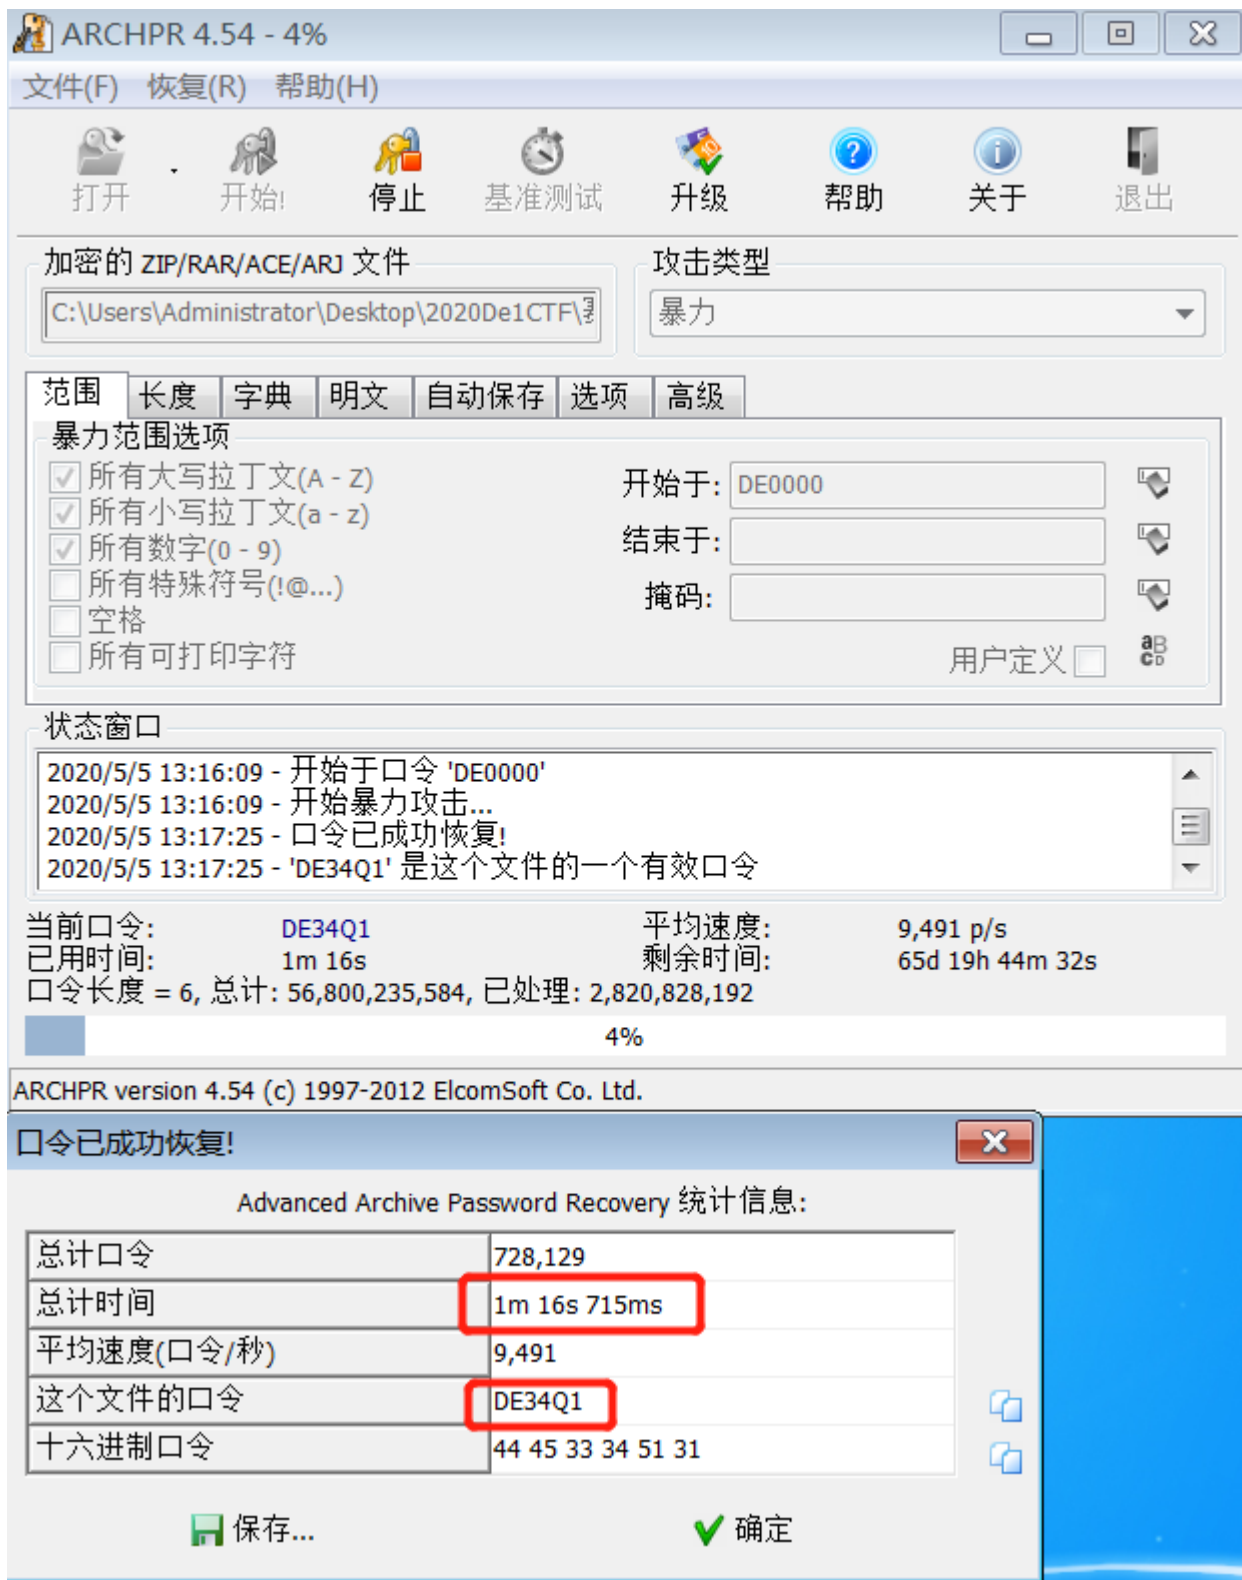 ARCHPR 4.54 - 4%
文件(F) 恢复(R) 帮助(H)
打开 开始! 停止 基准测试 升级 帮助 关于 退出
加密的 ZIP/RAR/ACE/ARJ 文件 攻击类型
C:\Users\Administrator\Desktop\2020De1CTF\ 暴力
范围 长度 字典 明文 自动保存 选项 高级
暴力范围选项
所有大写拉丁文(A - Z) 开始于: DE0000
所有小写拉丁文(a - z)
所有数字(0 - 9) 结束于:
所有特殊符号(!@...) 掩码:
空格
所有可打印字符 用户定义 aBCD
状态窗口
2020/5/5 13:16:09 - 开始于口令 'DE0000'
2020/5/5 13:16:09 - 开始暴力攻击...
2020/5/5 13:17:25 - 口令已成功恢复!
2020/5/5 13:17:25 - 'DE34Q1' 是这个文件的一个有效口令
当前口令: DE34Q1 平均速度: 9,491 p/s
已用时间: 1m 16s 剩余时间: 65d 19h 44m 32s
口令长度 = 6, 总计: 56,800,235,584, 已处理: 2,820,828,192
4%
ARCHPR version 4.54 (c) 1997-2012 ElcomSoft Co. Ltd.
口令已成功恢复!
Advanced Archive Password Recovery 统计信息:
总计口令 728,129
总计时间 1m 16s 715ms
平均速度(口令/秒) 9,491
这个文件的口令 DE34Q1
十六进制口令 44 45 33 34 51 31
保存... 确定